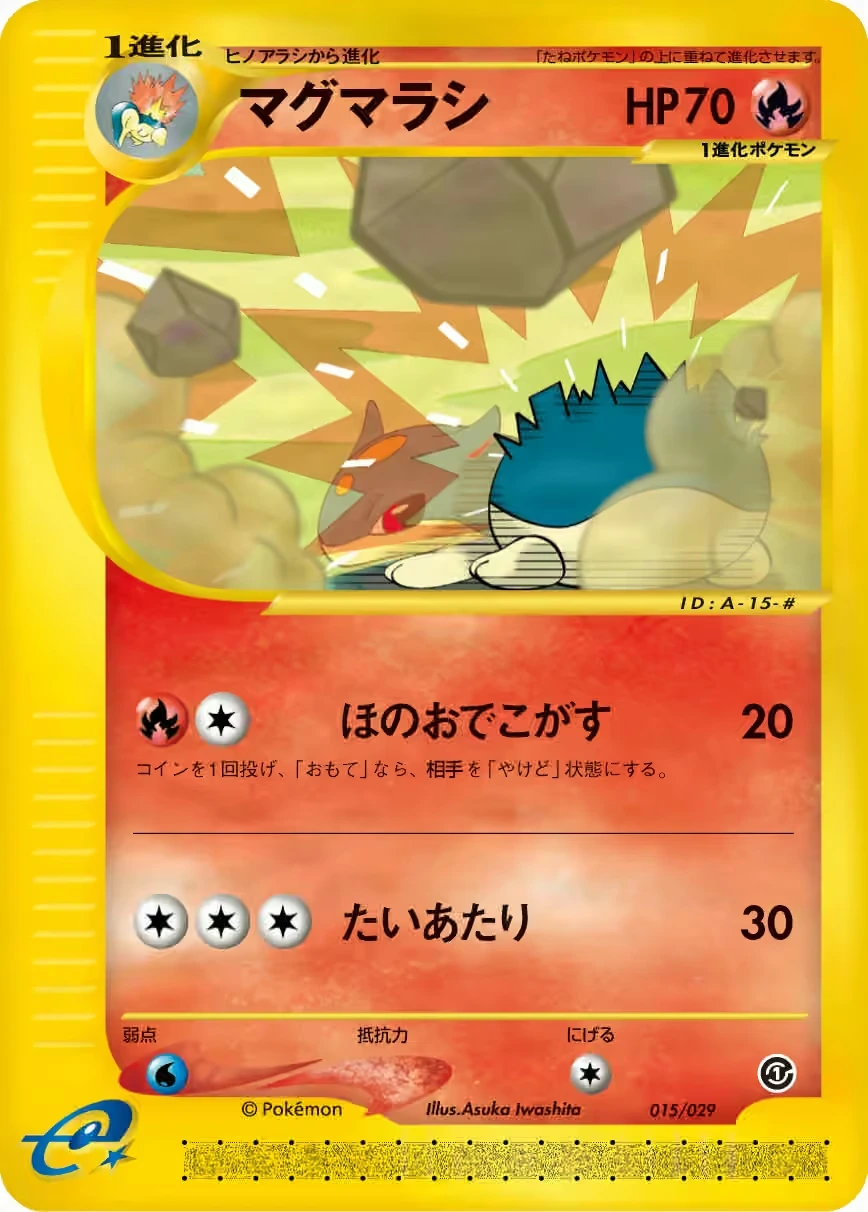 1進化
ヒノアラシから進化
「たねポケモン」の上に重ねて進化させます。
マグマラシ HP70
1進化ポケモン
ID:A-15-#
ほのおでこがす 20
コインを1回投げ、「おもて」なら、相手を「やけど」状態にする。
たいあたり 30
弱点 抵抗力 にげる
1
© Pokémon Illus.Asuka Iwashita 015/029
e